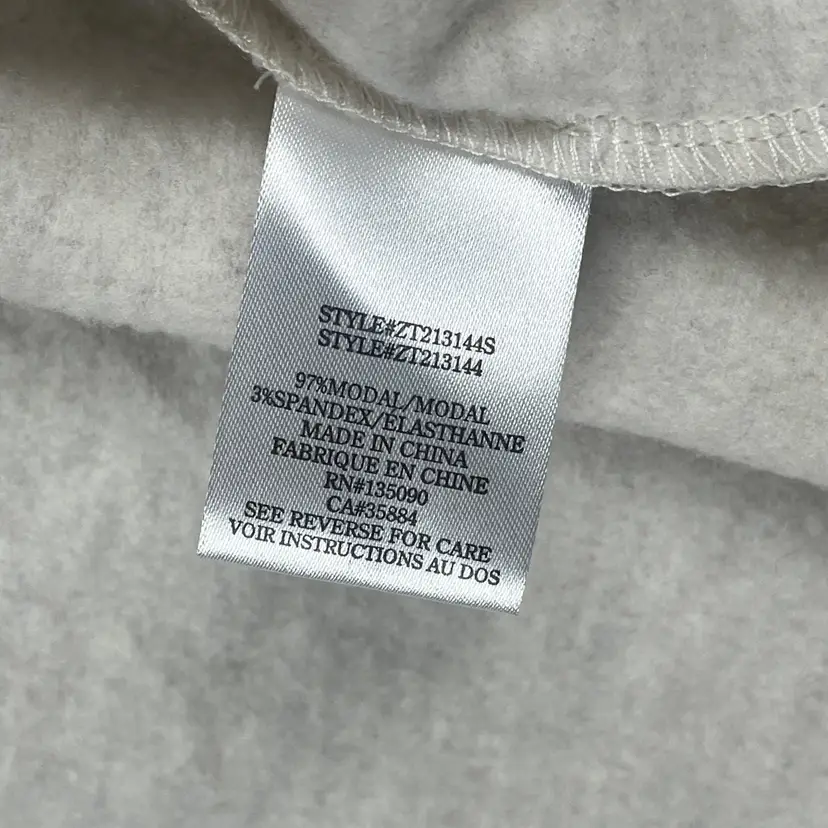 STYLE#ZT213144S
STYLE#ZT213144
97%MODAL/MODAL
3%SPANDEX/ELASTHANNE
MADE IN CHINA
FABRIQUE EN CHINE
RN#135090
CA#35884
SEE REVERSE FOR CARE
VOIR INSTRUCTIONS AU DOS